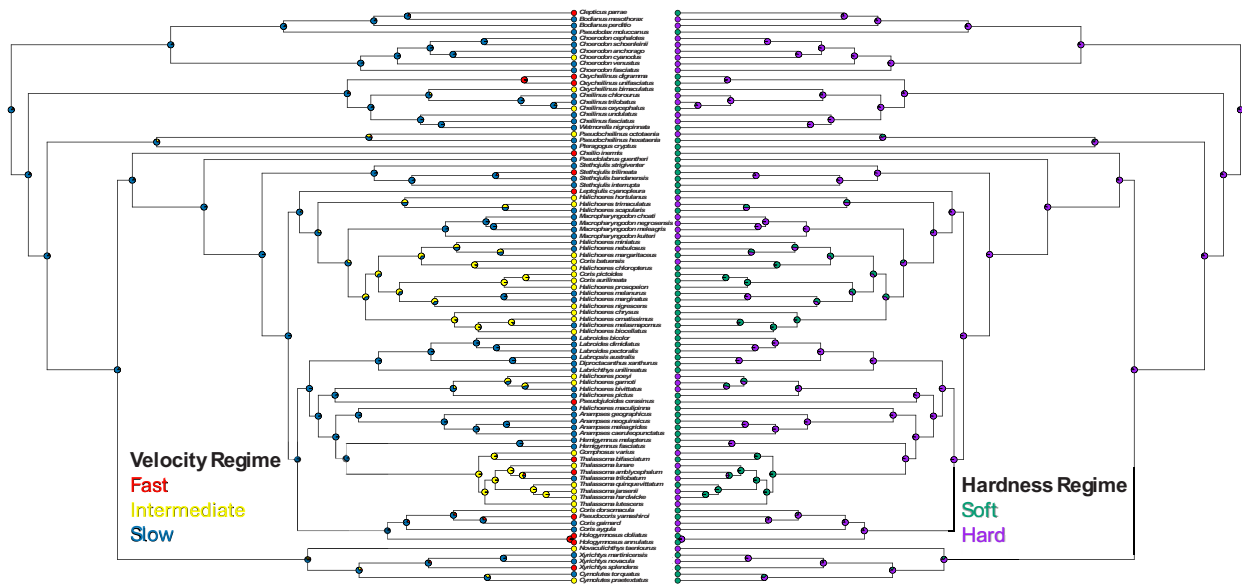 Clepticus parrae
Bodianus mesothorax
Bodianus perditio
Pseudodax moluccanus
Choerodon cephalotes
Choerodon schoenleinii
Choerodon anchorago
Choerodon cyanodus
Choerodon venustus
Choerodon fasciatus
Oxycheilinus digramma
Oxycheilinus unifasciatus
Oxycheilinus bimaculatus
Cheilinus chlorourus
Cheilinus trilobatus
Cheilinus oxycephalus
Cheilinus undulatus
Cheilinus fasciatus
Wetmorella nigropinnata
Pseudocheilinus octotaenia
Pseudocheilinus hexataenia
Pteragogus cryptus
Cheilio inermis
Pseudolabrus guentheri
Stethojulis strigiventer
Stethojulis trilineata
Stethojulis bandanensis
Stethojulis interrupta
Leptojulis cyanopleura
Halichoeres hortulanus
Halichoeres trimaculatus
Halichoeres scapularis
Macropharyngodon choati
Macropharyngodon negrosensis
Macropharyngodon meleagris
Macropharyngodon kuiteri
Halichoeres miniatus
Halichoeres nebulosus
Halichoeres margaritaceus
Coris batuensis
Halichoeres chloropterus
Coris pictoides
Coris aurilineata
Halichoeres prosopeion
Halichoeres melanurus
Halichoeres marginatus
Halichoeres nigrescens
Halichoeres chrysus
Halichoeres ornatissimus
Halichoeres melasmapomus
Halichoeres biocellatus
Labroides bicolor
Labroides dimidiatus
Labroides pectoralis
Labropsis australis
Diproctacanthus xanthurus
Labrichthys unilineatus
Halichoeres poeyi
Halichoeres garnoti
Halichoeres bivittatus
Halichoeres pictus
Pseudojuloides cerasinus
Halichoeres maculipinna
Anampses geographicus
Anampses neoguinaicus
Anampses meleagrides
Anampses caeruleopunctatus
Hemigymnus melapterus
Hemigymnus fasciatus
Gomphosus varius
Thalassoma bifasciatum
Thalassoma lunare
Thalassoma amblycephalum
Thalassoma trilobatum
Thalassoma quinquevittatum
Thalassoma jansenii
Thalassoma hardwicke
Thalassoma lutescens
Coris dorsomacula
Pseudocoris yamashiroi
Coris gaimard
Coris aygula
Hologymnosus doliatus
Hologymnosus annulatus
Novaculichthys taeniourus
Xyrichtys martinicensis
Xyrichtys novacula
Xyrichtys splendens
Cymolutes torquatus
Cymolutes praetextatus
Velocity Regime
Fast
Intermediate
Slow
Hardness Regime
Soft
Hard